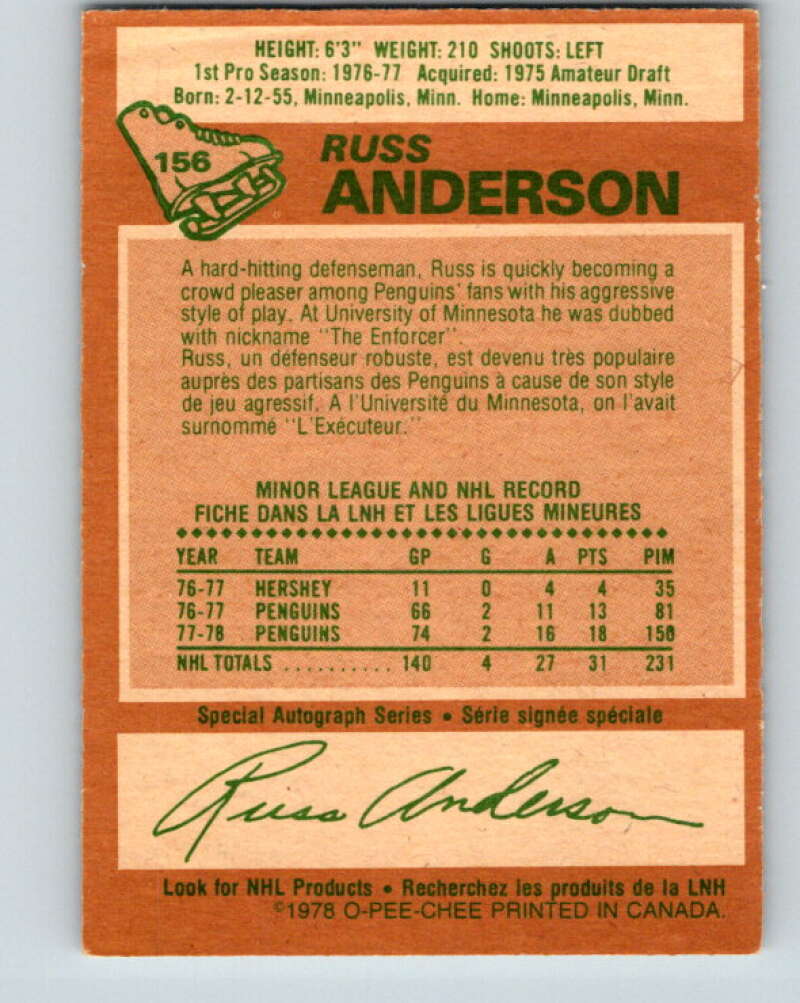 HEIGHT: 6'3" WEIGHT: 210 SHOOTS: LEFT
1st Pro Season: 1976-77 Acquired: 1975 Amateur Draft
Born: 2-12-55, Minneapolis, Minn. Home: Minneapolis, Minn.
156
RUSS
ANDERSON
A hard-hitting defenseman, Russ is quickly becoming a
crowd pleaser among Penguins' fans with his aggressive
style of play. At University of Minnesota he was dubbed
with nickname "The Enforcer".
Russ, un défenseur robuste, est devenu très populaire
auprès des partisans des Penguins à cause de son style
de jeu agressif. A l'Université du Minnesota, on l'avait
surnommé "L'Exécuteur."
MINOR LEAGUE AND NHL RECORD
FICHE DANS LA LNH ET LES LIGUES MINEURES
YEAR TEAM GP G A PTS PIM
76-77 HERSHEY 11 0 4 4 35
76-77 PENGUINS 66 2 11 13 81
77-78 PENGUINS 74 2 16 18 150
NHL TOTALS .......... 140 4 27 31 231
Special Autograph Series • Série signée spéciale
Russ Anderson
Look for NHL Products • Recherchez les produits de la LNH
©1978 O-PEE-CHEE PRINTED IN CANADA.